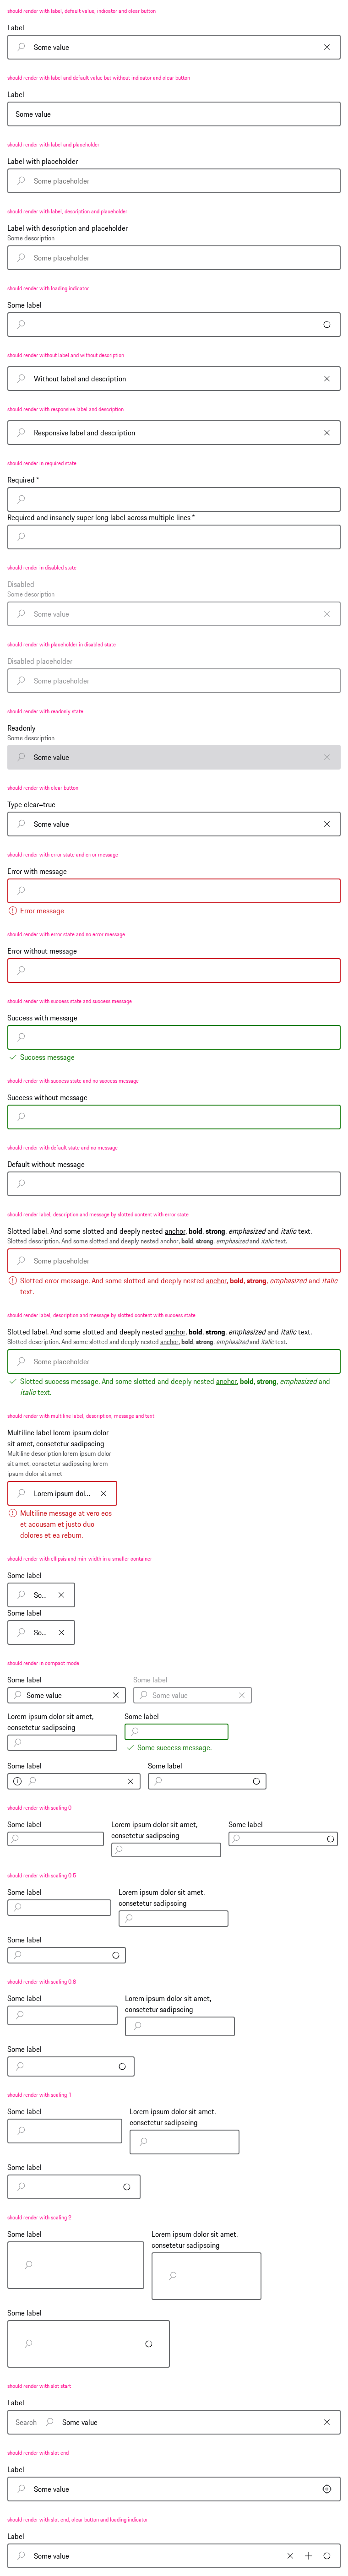 should render with label, default value, indicator and clear button
Label
Some value
should render with label and default value but without indicator and clear button
Label
Some value
should render with label and placeholder
Label with placeholder
Some placeholder
should render with label, description and placeholder
Label with description and placeholder
Some description
Some placeholder
should render with loading indicator
Some label
should render without label and without description
Without label and description
should render with responsive label and description
Responsive label and description
should render in required state
Required *
Required and insanely super long label across multiple lines *
should render in disabled state
Disabled
Some description
Some value
should render with placeholder in disabled state
Disabled placeholder
Some placeholder
should render with readonly state
Readonly
Some description
Some value
should render with clear button
Type clear=true
Some value
should render with error state and error message
Error with message
Error message
should render with error state and no error message
Error without message
should render with success state and success message
Success with message
Success message
should render with success state and no success message
Success without message
should render with default state and no message
Default without message
should render label, description and message by slotted content with error state
Slotted label. And some slotted and deeply nested anchor, bold, strong, emphasized and italic text.
Slotted description. And some slotted and deeply nested anchor, bold, strong, emphasized and italic text.
Some placeholder
Slotted error message. And some slotted and deeply nested anchor, bold, strong, emphasized and italic
text.
should render label, description and message by slotted content with success state
Slotted label. And some slotted and deeply nested anchor, bold, strong, emphasized and italic text.
Slotted description. And some slotted and deeply nested anchor, bold, strong, emphasized and italic text.
Some placeholder
Slotted success message. And some slotted and deeply nested anchor, bold, strong, emphasized and
italic text.
should render with multiline label, description, message and text
Multiline label lorem ipsum dolor
sit amet, consetetur sadipscing
Multiline description lorem ipsum dolor
sit amet, consetetur sadipscing lorem
ipsum dolor sit amet
Lorem ipsum dol...
Multiline message at vero eos
et accusam et justo duo
dolores et ea rebum.
should render with ellipsis and min-width in a smaller container
Some label
So...
Some label
So...
should render in compact mode
Some label
Some value
Some label
Some value
Lorem ipsum dolor sit amet,
consetetur sadipscing
Some label
Some success message.
Some label
Some label
should render with scaling 0
Some label
Lorem ipsum dolor sit amet,
consetetur sadipscing
Some label
should render with scaling 0.5
Some label
Lorem ipsum dolor sit amet,
consetetur sadipscing
Some label
should render with scaling 0.8
Some label
Lorem ipsum dolor sit amet,
consetetur sadipscing
Some label
should render with scaling 1
Some label
Lorem ipsum dolor sit amet,
consetetur sadipscing
Some label
should render with scaling 2
Some label
Lorem ipsum dolor sit amet,
consetetur sadipscing
Some label
should render with slot start
Label
Search
Some value
should render with slot end
Label
Some value
should render with slot end, clear button and loading indicator
Label
Some value